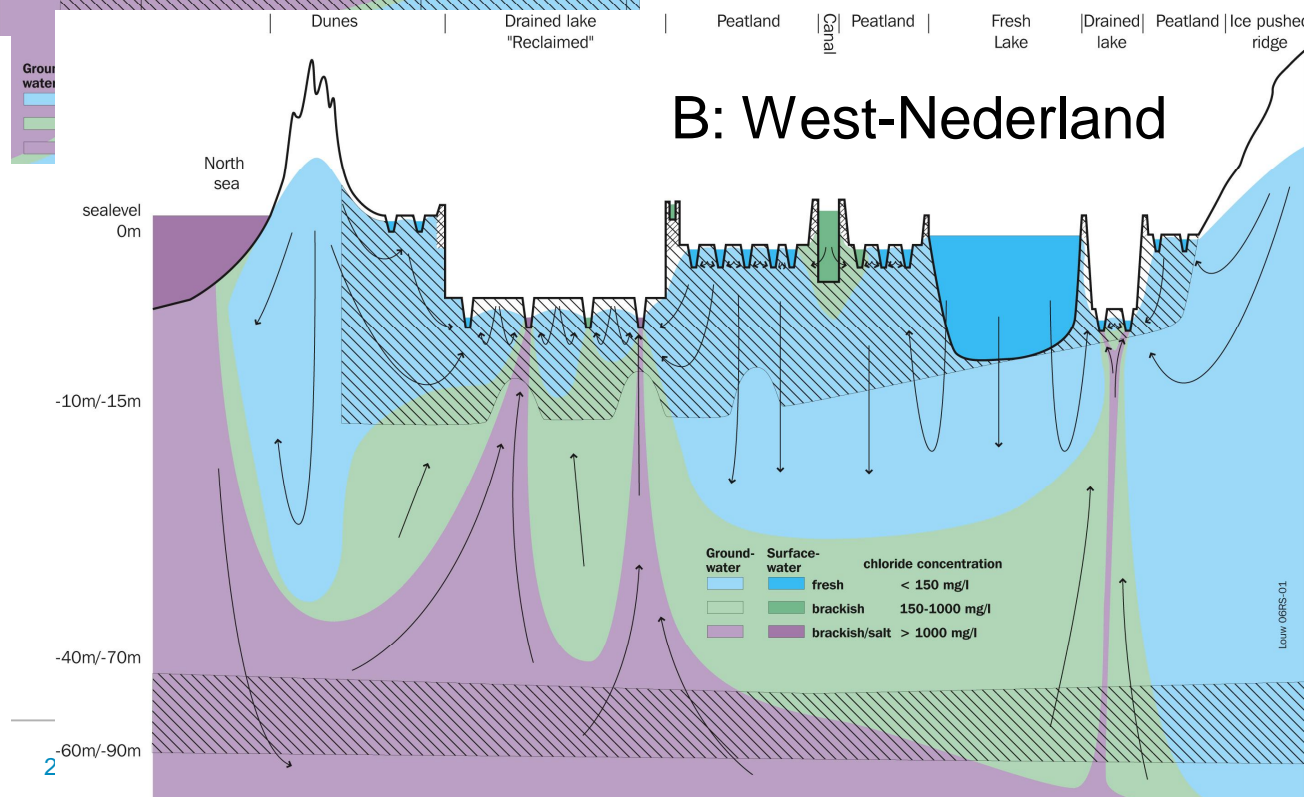 Dunes
Drained lake
"Reclaimed"
Peatland
Canal
Peatland
Fresh
Lake
Drained
lake
Peatland
Ice pushed
ridge
B: West-Nederland
North
sea
sealevel
0m
-10m/-15m
-40m/-70m
-60m/-90m
Ground-
water
Surface-
water
chloride concentration
fresh < 150 mg/l
brackish 150-1000 mg/l
brackish/salt > 1000 mg/l
Louw 06RS-01
water
2